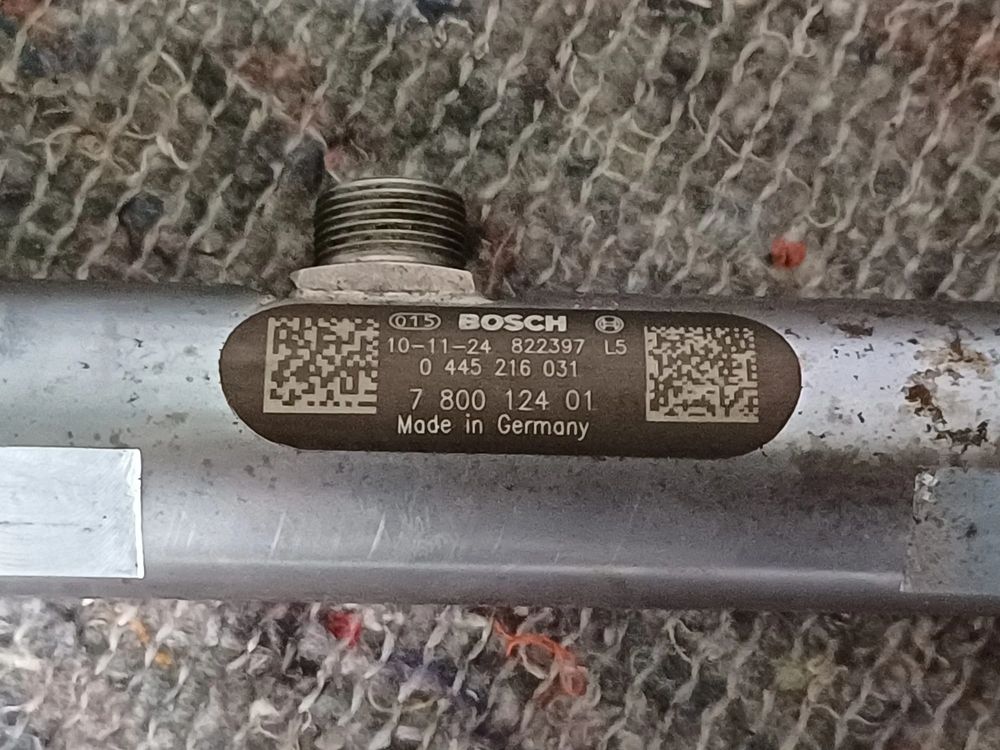 015 BOSCH
10-11-24 822397 L5
0 445 216 031
7 800 124 01
Made in Germany